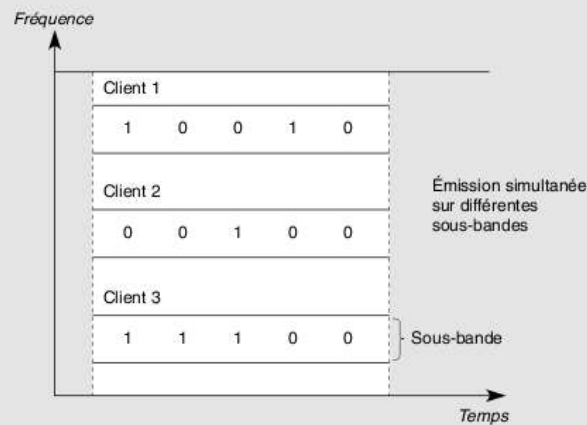 Fréquence
Client 1
1 0 0 1 0
Client 2
0 0 1 0 0
Émission simultanée
sur différentes
sous-bandes
Client 3
1 1 1 0 0
Sous-bande
Temps